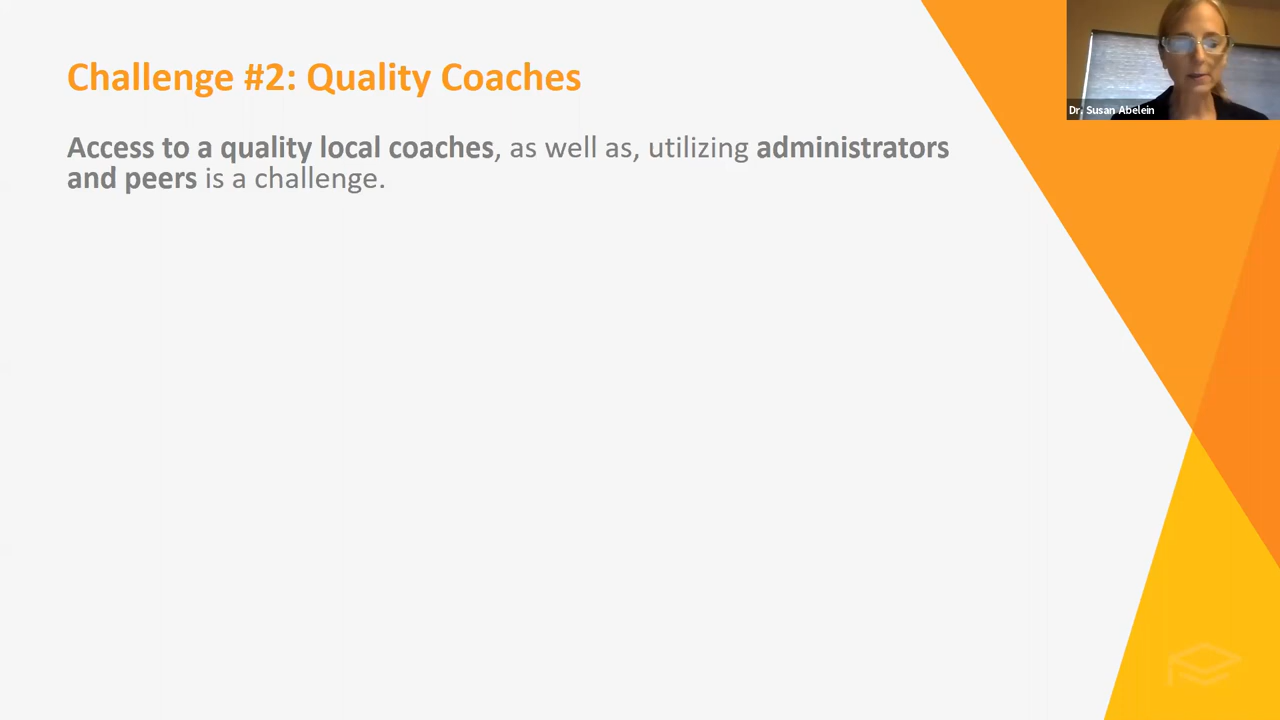 Challenge #2: Quality Coaches
Access to a quality local coaches, as well as, utilizing administrators
and peers is a challenge.
Dr. Susan Abelein